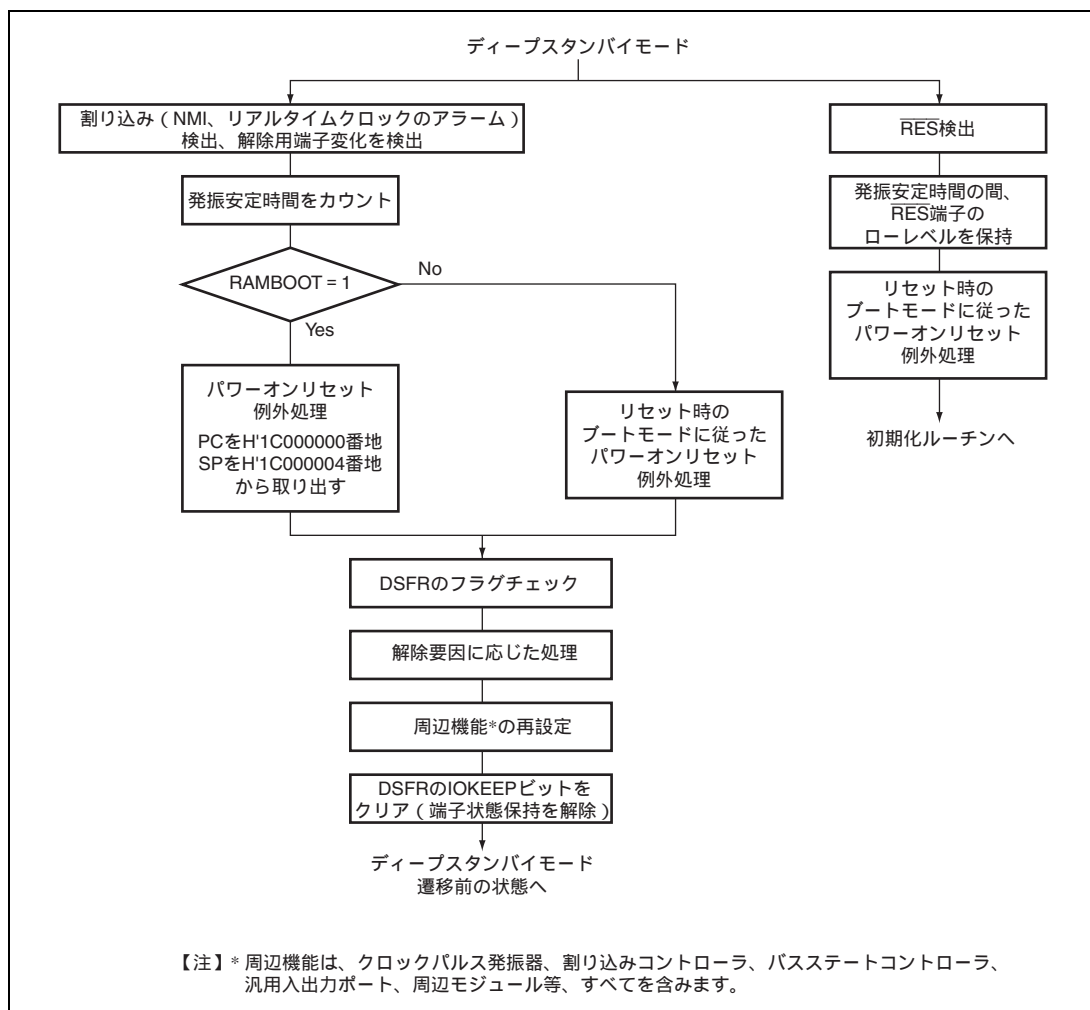 ディープスタンバイモード
割り込み（NMI、リアルタイムクロックのアラーム）
検出、解除用端子変化を検出
発振安定時間をカウント
RAMBOOT = 1
No
Yes
パワーオンリセット
例外処理
PCをH'1C000000番地
SPをH'1C000004番地
から取り出す
リセット時の
ブートモードに従った
パワーオンリセット
例外処理
RES検出
発振安定時間の間、
RES端子の
ローレベルを保持
リセット時の
ブートモードに従った
パワーオンリセット
例外処理
初期化ルーチンへ
DSFRのフラグチェック
解除要因に応じた処理
周辺機能*の再設定
DSFRのIOKEEPビットを
クリア（端子状態保持を解除）
ディープスタンバイモード
遷移前の状態へ
【注】* 周辺機能は、クロックパルス発振器、割り込みコントローラ、バスステートコントローラ、
汎用入出力ポート、周辺モジュール等、すべてを含みます。